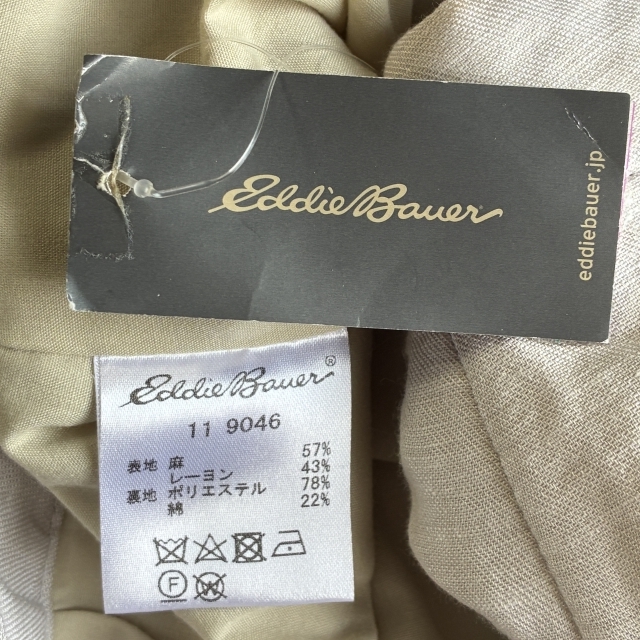 Eddie Bauer
eddiebauer.jp
Eddie Bauer®
11 9046
表地 麻 57%
レーヨン 43%
裏地 ポリエステル 78%
綿 22%
F W